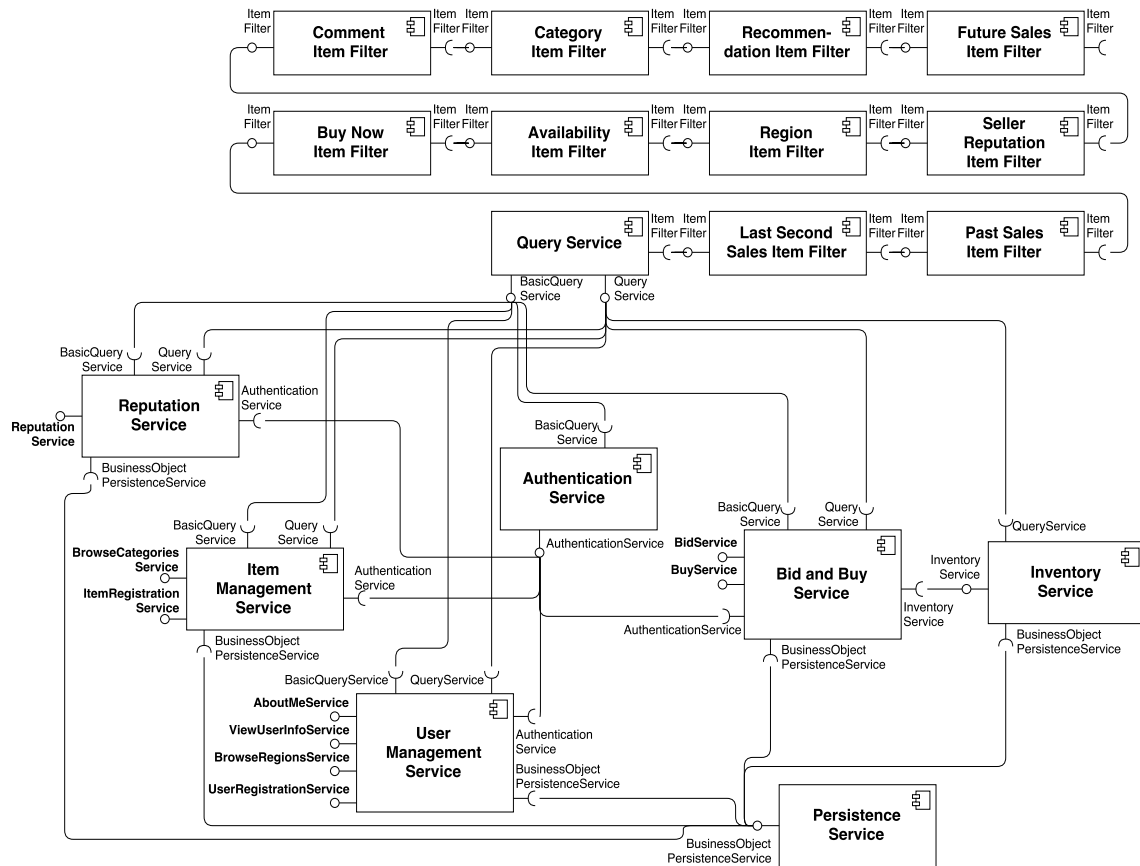 Item
Filter
Comment
Item Filter
Item
Filter
Item
Filter
Category
Item Filter
Item
Filter
Item
Filter
Recommen-
dation Item Filter
Item
Filter
Item
Filter
Future Sales
Item Filter
Item
Filter
Item
Filter
Buy Now
Item Filter
Item
Filter
Item
Filter
Availability
Item Filter
Item
Filter
Item
Filter
Region
Item Filter
Item
Filter
Item
Filter
Seller
Reputation
Item Filter
Item
Filter
Query Service
Item
Filter
Item
Filter
Last Second
Sales Item Filter
Item
Filter
Item
Filter
Past Sales
Item Filter
Item
Filter
BasicQuery
Service
Query
Service
BasicQuery
Service
Query
Service
Reputation
Service
Authentication
Service
Reputation
Service
BusinessObject
PersistenceService
BasicQuery
Service
Authentication
Service
AuthenticationService
BasicQuery
Service
Query
Service
BrowseCategories
Service
ItemRegistration
Service
Item
Management
Service
Authentication
Service
BusinessObject
PersistenceService
BasicQuery
Service
Query
Service
BidService
BuyService
Bid and Buy
Service
AuthenticationService
Inventory
Service
Inventory
Service
QueryService
Inventory
Service
BusinessObject
PersistenceService
BusinessObject
PersistenceService
BasicQueryService
QueryService
AboutMeService
ViewUserInfoService
BrowseRegionsService
UserRegistrationService
User
Management
Service
Authentication
Service
BusinessObject
PersistenceService
Persistence
Service
BusinessObject
PersistenceService